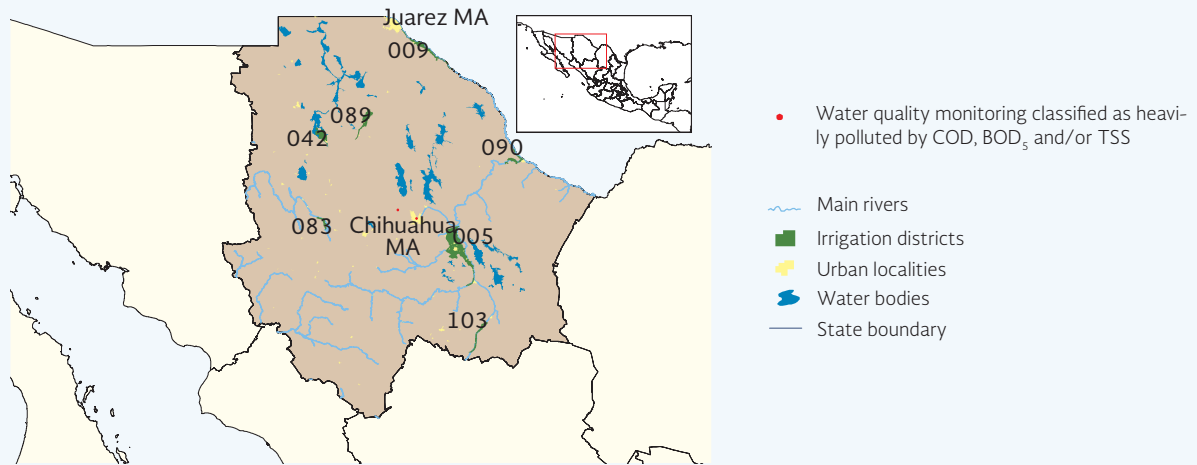 Juarez MA
009
089
042
090
083
Chihuahua
MA
005
103
Water quality monitoring classified as heavi-
ly polluted by COD, BOD₅ and/or TSS
Main rivers
Irrigation districts
Urban localities
Water bodies
State boundary